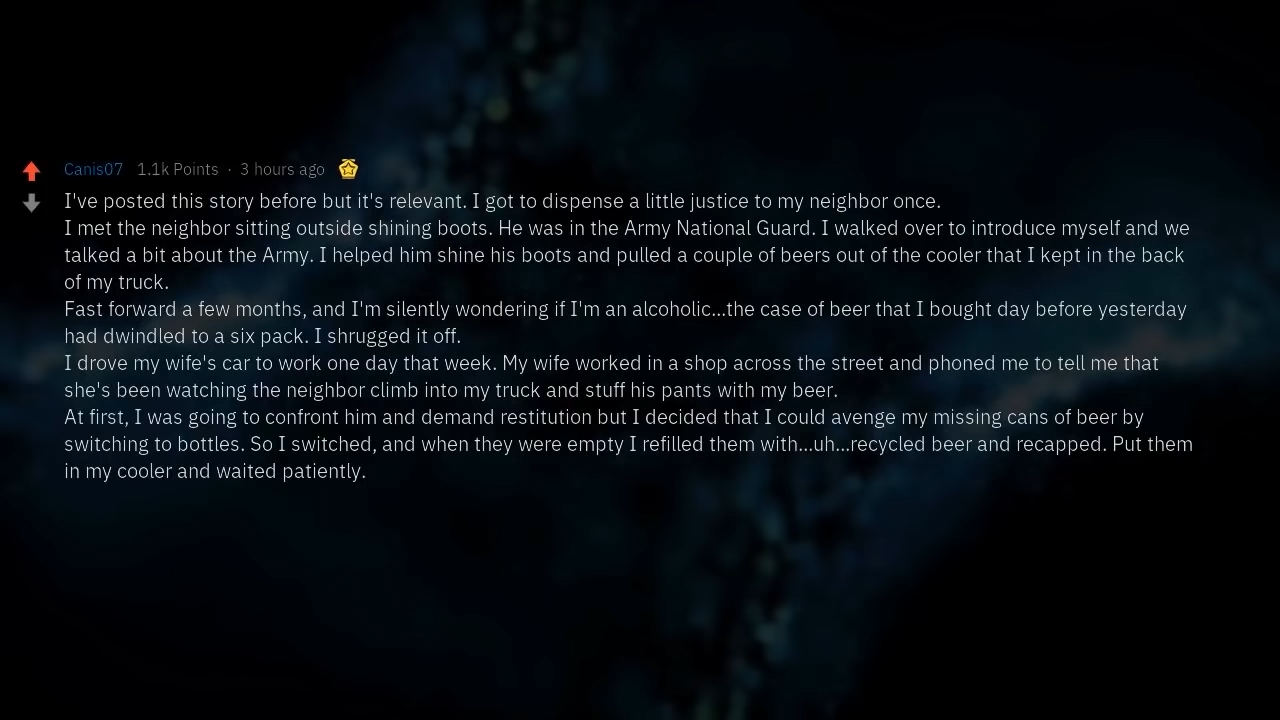 Canis07 1.1k Points · 3 hours ago
I've posted this story before but it's relevant. I got to dispense a little justice to my neighbor once.
I met the neighbor sitting outside shining boots. He was in the Army National Guard. I walked over to introduce myself and we
talked a bit about the Army. I helped him shine his boots and pulled a couple of beers out of the cooler that I kept in the back
of my truck.
Fast forward a few months, and I'm silently wondering if I'm an alcoholic...the case of beer that I bought day before yesterday
had dwindled to a six pack. I shrugged it off.
I drove my wife's car to work one day that week. My wife worked in a shop across the street and phoned me to tell me that
she's been watching the neighbor climb into my truck and stuff his pants with my beer.
At first, I was going to confront him and demand restitution but I decided that I could avenge my missing cans of beer by
switching to bottles. So I switched, and when they were empty I refilled them with...uh...recycled beer and recapped. Put them
in my cooler and waited patiently.